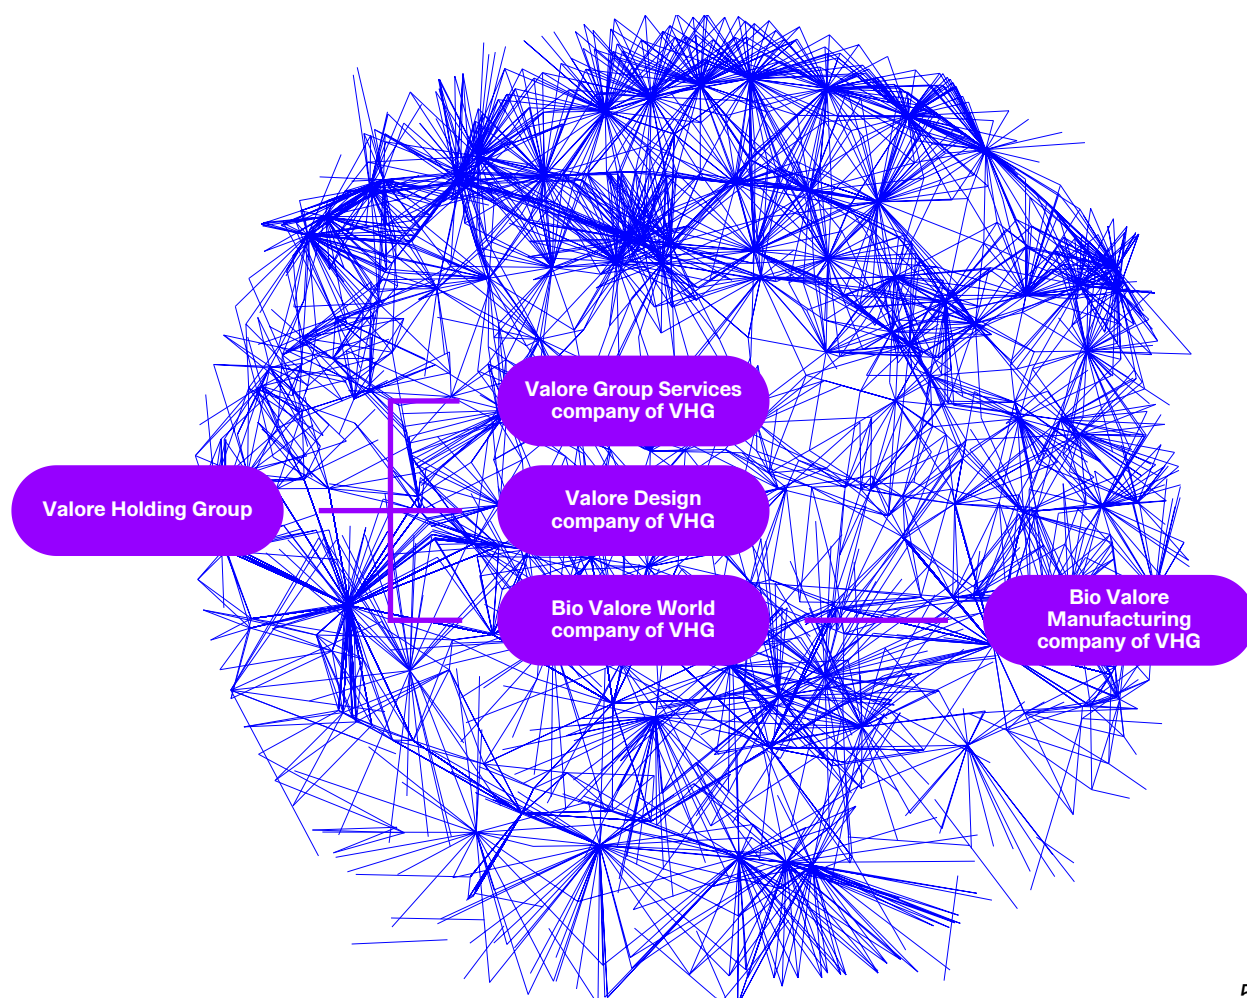 Valore Group Services
company of VHG
Valore Holding Group
Valore Design
company of VHG
Bio Valore World
company of VHG
Bio Valore
Manufacturing
company of VHG